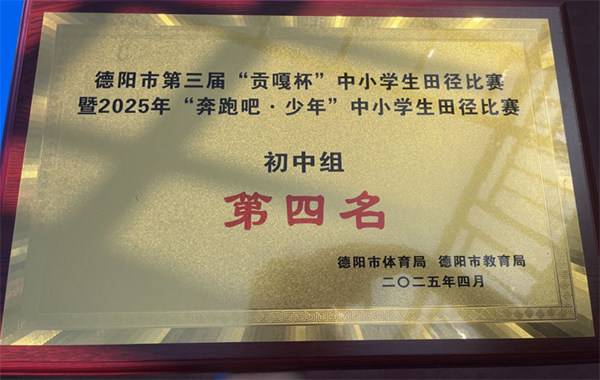 德阳市第三届“贡嘎杯”中小学生田径比赛
暨2025年“奔跑吧·少年”中小学生田径比赛
初中组
第四名
德阳市体育局 德阳市教育局
二〇二五年四月